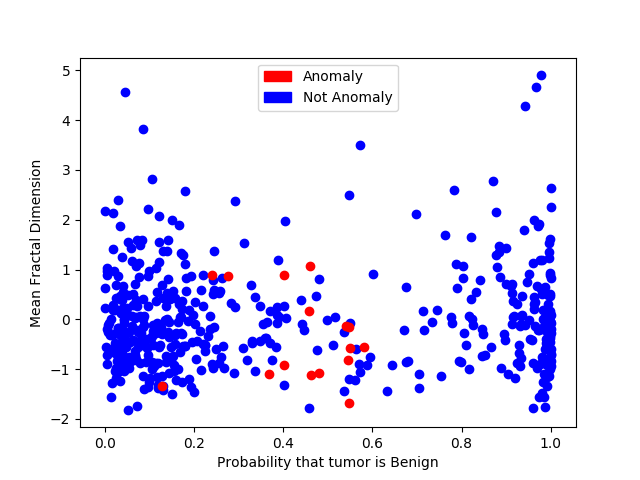 Anomaly
Not Anomaly
5
4
3
2
1
0
−1
−2
Mean Fractal Dimension
0.0 0.2 0.4 0.6 0.8 1.0
Probability that tumor is Benign